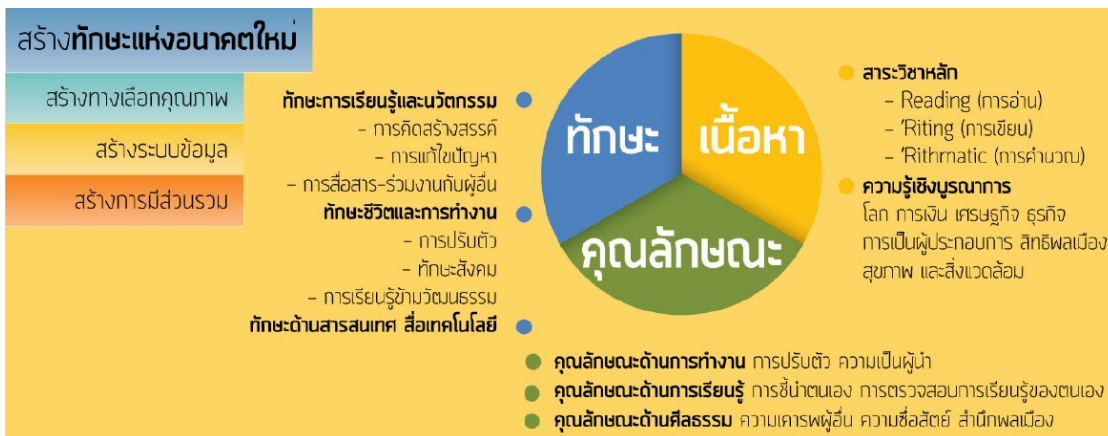 สร้างทักษะแห่งอนาคตใหม่
สร้างทางเลือกคุณภาพ
สร้างระบบข้อมูล
สร้างการมีส่วนรวม
ทักษะการเรียนรู้และนวัตกรรม
- การคิดสร้างสรรค์
- การแก้ไขปัญหา
- การสื่อสาร-ร่วมงานกับผู้อื่น
ทักษะชีวิตและการทำงาน
- การปรับตัว
- ทักษะสังคม
- การเรียนรู้ข้ามวัฒนธรรม
ทักษะด้านสารสนเทศ สื่อเทคโนโลยี
ทักษะ
เนื้อหา
คุณลักษณะ
สาระวิชาหลัก
- Reading (การอ่าน)
- 'Riting (การเขียน)
- 'Rithmatic (การคำนวณ)
ความรู้เชิงบูรณาการ
โลก การเงิน เศรษฐกิจ ธุรกิจ
การเป็นผู้ประกอบการ สิทธิพลเมือง
สุขภาพ และสิ่งแวดล้อม
คุณลักษณะด้านการทำงาน การปรับตัว ความเป็นผู้นำ
คุณลักษณะด้านการเรียนรู้ การชี้นำตนเอง การตรวจสอบการเรียนรู้ของตนเอง
คุณลักษณะด้านศีลธรรม ความเคารพผู้อื่น ความซื่อสัตย์ สำนึกพลเมือง